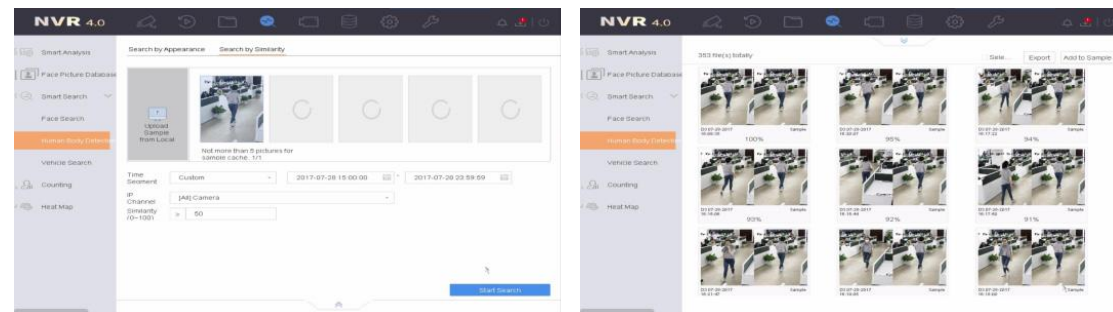 NVR 4.0
Smart Analysis
Face Picture Database
Smart Search
Face Search
Human Body Detection
Vehicle Search
Counting
Heat Map
Search by Appearance Search by Similarity
Upload
Sample
from Local
Not more than 5 pictures for
sample cache. 1/1
Time
Segment
Custom
2017-07-28 15:00:00 - 2017-07-28 23:59:59
IP
Channel
[All] Camera
Similarity
(0~100)
≥ 50
Start Search
NVR 4.0
Smart Analysis
Face Picture Database
Smart Search
Face Search
Human Body Detec
Vehicle Search
Counting
Heat Map
353 file(s) totally
Sele... Export Add to Sample
Sample Sample Sample
100% 95% 94%
Sample Sample Sample
93% 92% 91%
Sample Sample Sample